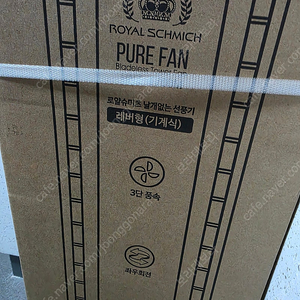 ROYAL SCHMICH
PURE FAN
Bladeless Tower Fan
로얄슈미츠 날개없는 선풍기
레버형(기계식)
3단 풍속
좌우회전